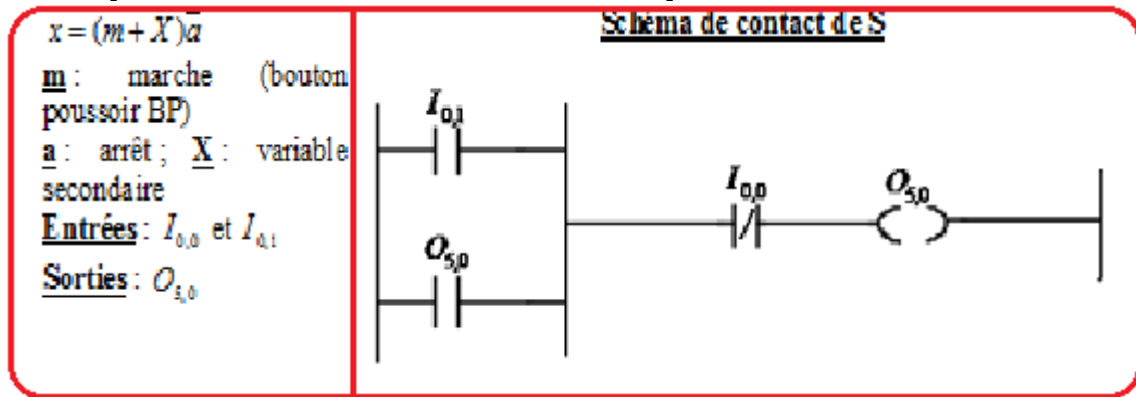 x = (m + X)a̅
m : marche (bouton
poussoir BP)
a : arrêt ; X : variable
secondaire
Entrées : I₀,₀ et I₀,₁
Sorties : O₅,₀
Schéma de contact de S
I₀,₁
I₀,₀
O₅,₀
O₅,₀